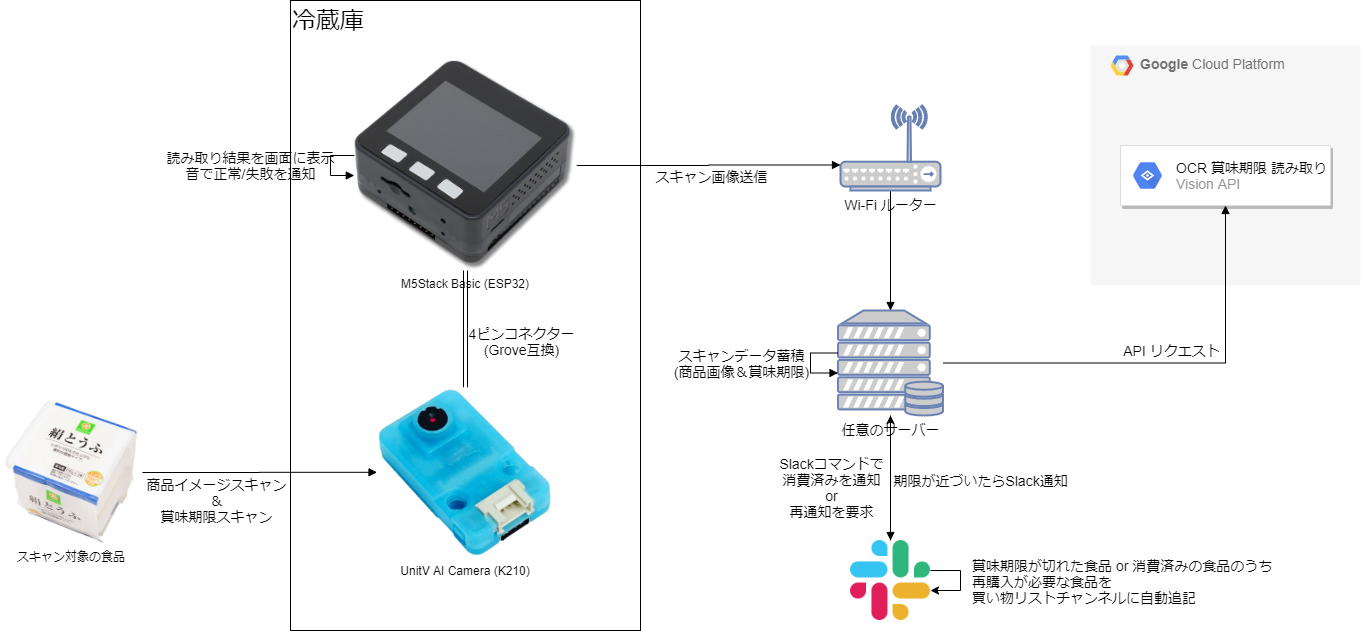 冷蔵庫
読み取り結果を画面に表示
音で正常/失敗を通知
M5Stack Basic (ESP32)
4ピンコネクター
(Grove互換)
絹とうふ
絹とうふ
スキャン対象の食品
商品イメージスキャン
&
賞味期限スキャン
UnitV AI Camera (K210)
スキャン画像送信
Wi-Fi ルーター
Google Cloud Platform
OCR 賞味期限 読み取り
Vision API
API リクエスト
スキャンデータ蓄積
(商品画像＆賞味期限)
任意のサーバー
Slackコマンドで
消費済みを通知
or
再通知を要求
期限が近づいたらSlack通知
賞味期限が切れた食品 or 消費済みの食品のうち
再購入が必要な食品を
買い物リストチャンネルに自動追記